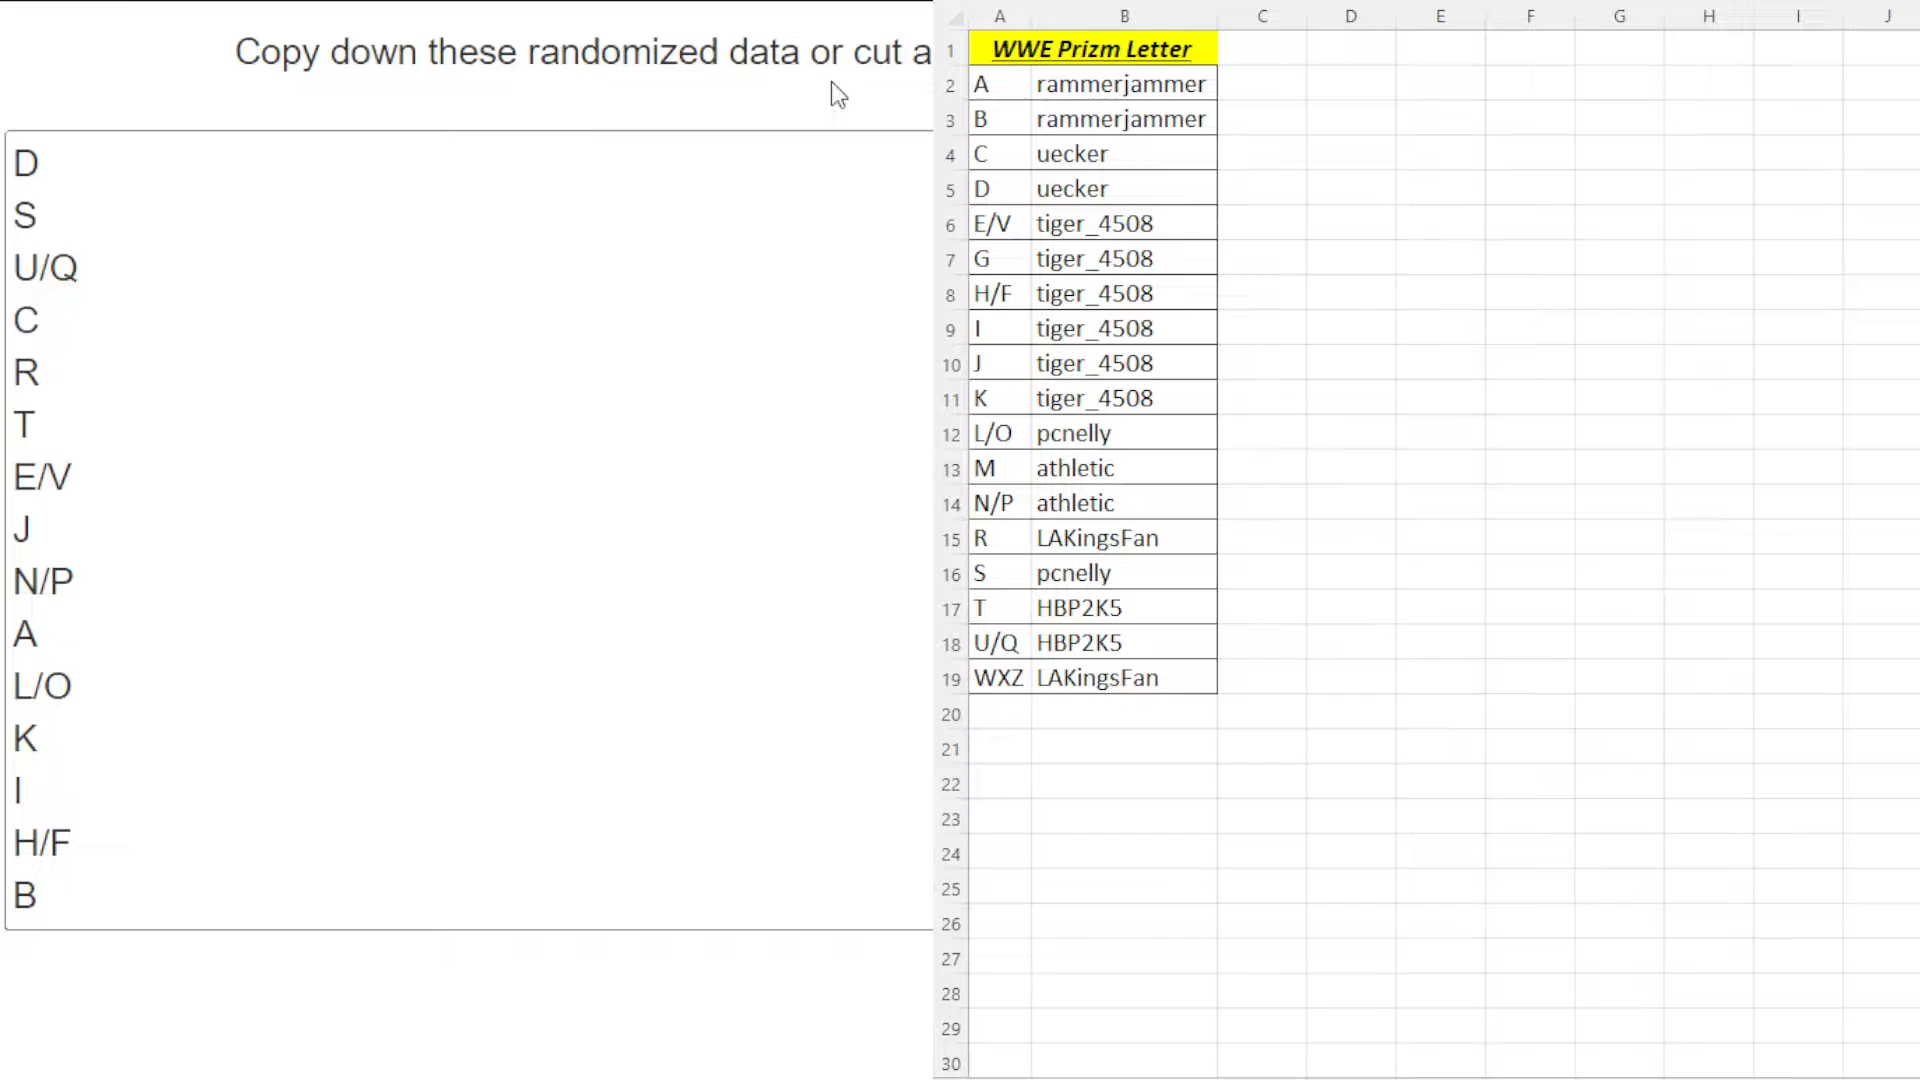 Copy down these randomized data or cut a
D
S
U/Q
C
R
T
E/V
J
N/P
A
L/O
K
I
H/F
B
A B C D E F G H I J
1 WWE Prizm Letter
2 A rammerjammer
3 B rammerjammer
4 C uecker
5 D uecker
6 E/V tiger_4508
7 G tiger_4508
8 H/F tiger_4508
9 I tiger_4508
10 J tiger_4508
11 K tiger_4508
12 L/O pcnelly
13 M athletic
14 N/P athletic
15 R LAKingsFan
16 S pcnelly
17 T HBP2K5
18 U/Q HBP2K5
19 WXZ LAKingsFan
20
21
22
23
24
25
26
27
28
29
30